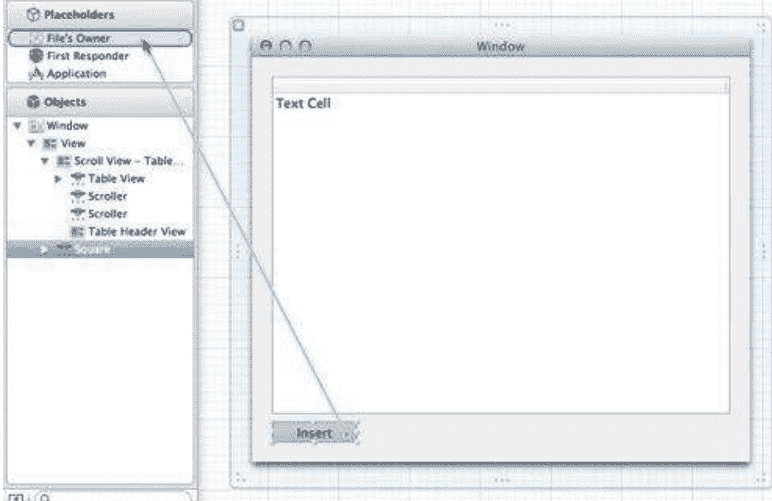 Placeholders
File's Owner
First Responder
Application
Objects
Window
View
Scroll View - Table...
Table View
Scroller
Scroller
Table Header View
Square
Window
Text Cell
Insert